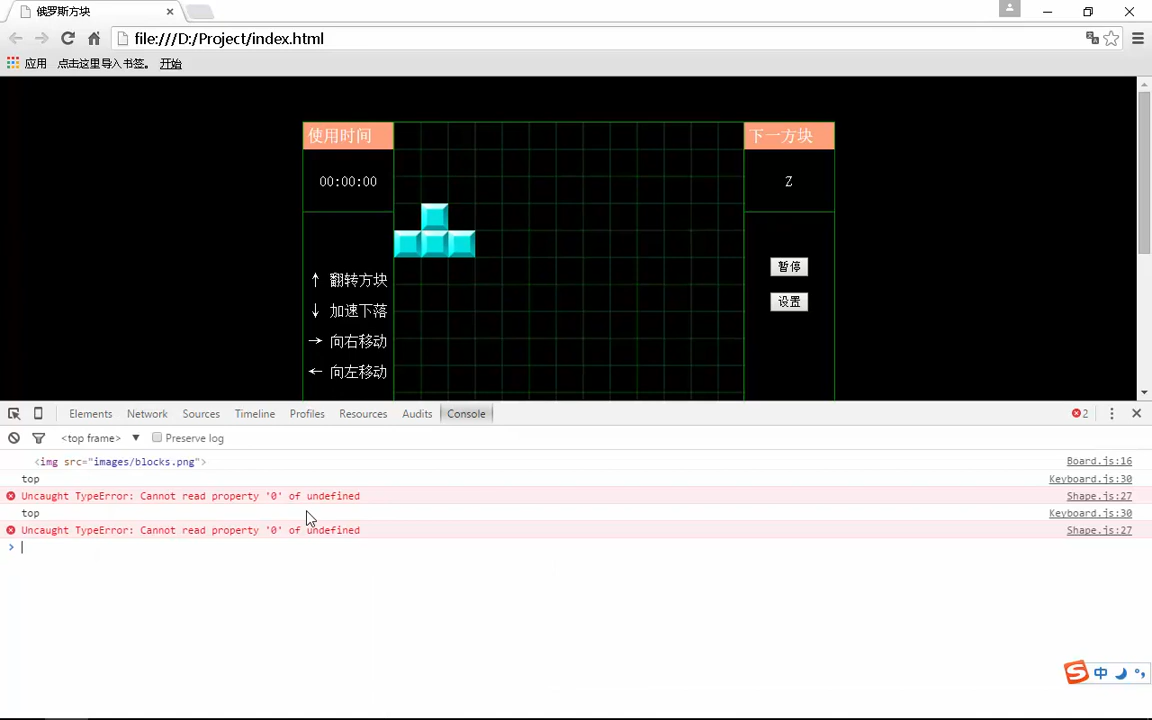 俄罗斯方块
file:///D:/Project/index.html
应用 点击这里导入书签。 开始
使用时间
00:00:00
↑ 翻转方块
↓ 加速下落
→ 向右移动
← 向左移动
下一方块
Z
暂停
设置
Elements Network Sources Timeline Profiles Resources Audits Console 2
<top frame> Preserve log
<img src="images/blocks.png"> Board.js:16
top Keyboard.js:30
Uncaught TypeError: Cannot read property '0' of undefined Shape.js:27
top Keyboard.js:30
Uncaught TypeError: Cannot read property '0' of undefined Shape.js:27
>
S 中